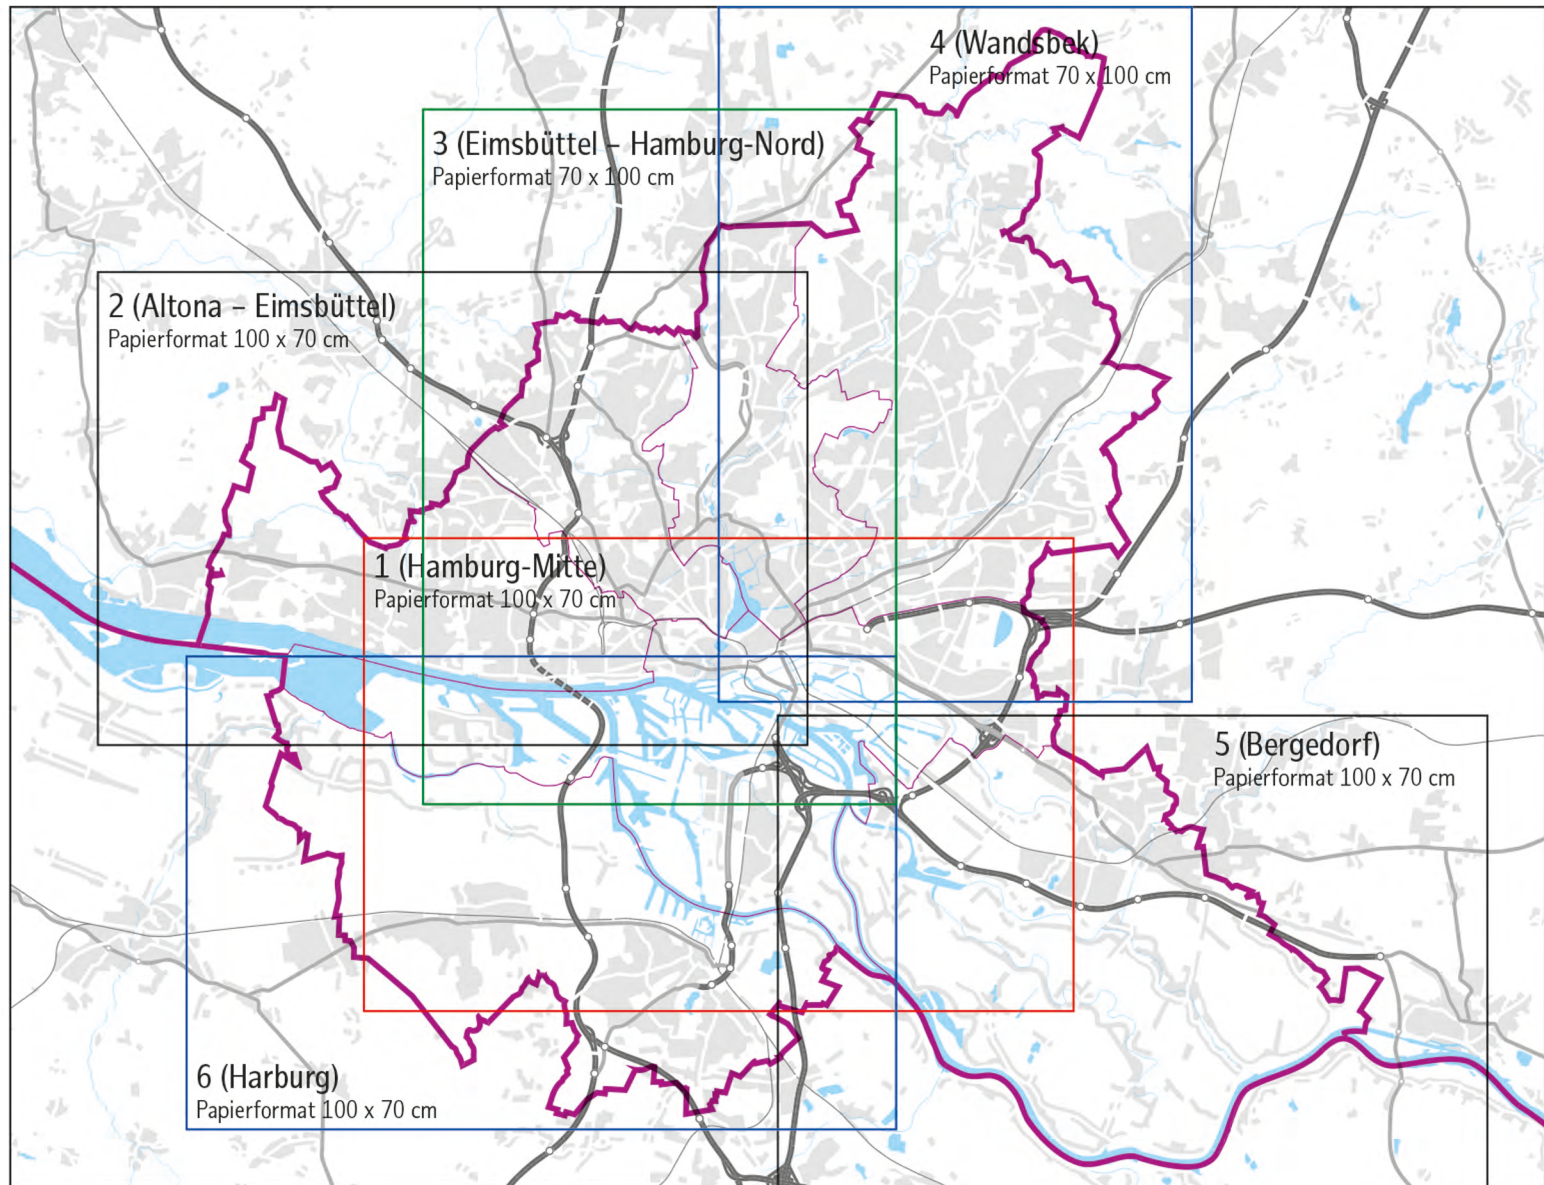 4 (Wandsbek)
Papierformat 70 x 100 cm
3 (Eimsbüttel – Hamburg-Nord)
Papierformat 70 x 100 cm
2 (Altona – Eimsbüttel)
Papierformat 100 x 70 cm
1 (Hamburg-Mitte)
Papierformat 100 x 70 cm
5 (Bergedorf)
Papierformat 100 x 70 cm
6 (Harburg)
Papierformat 100 x 70 cm